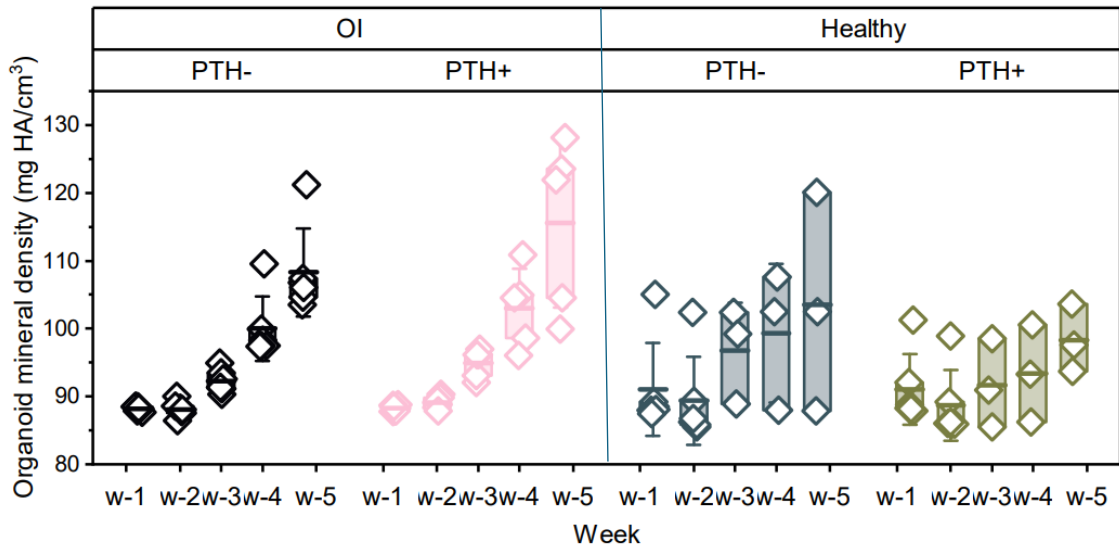 OI Healthy
PTH- PTH+ PTH- PTH+
Organoid mineral density (mg HA/cm³)
130
120
110
100
90
80
w-1 w-2 w-3 w-4 w-5 w-1 w-2 w-3 w-4 w-5 w-1 w-2 w-3 w-4 w-5 w-1 w-2 w-3 w-4 w-5
Week